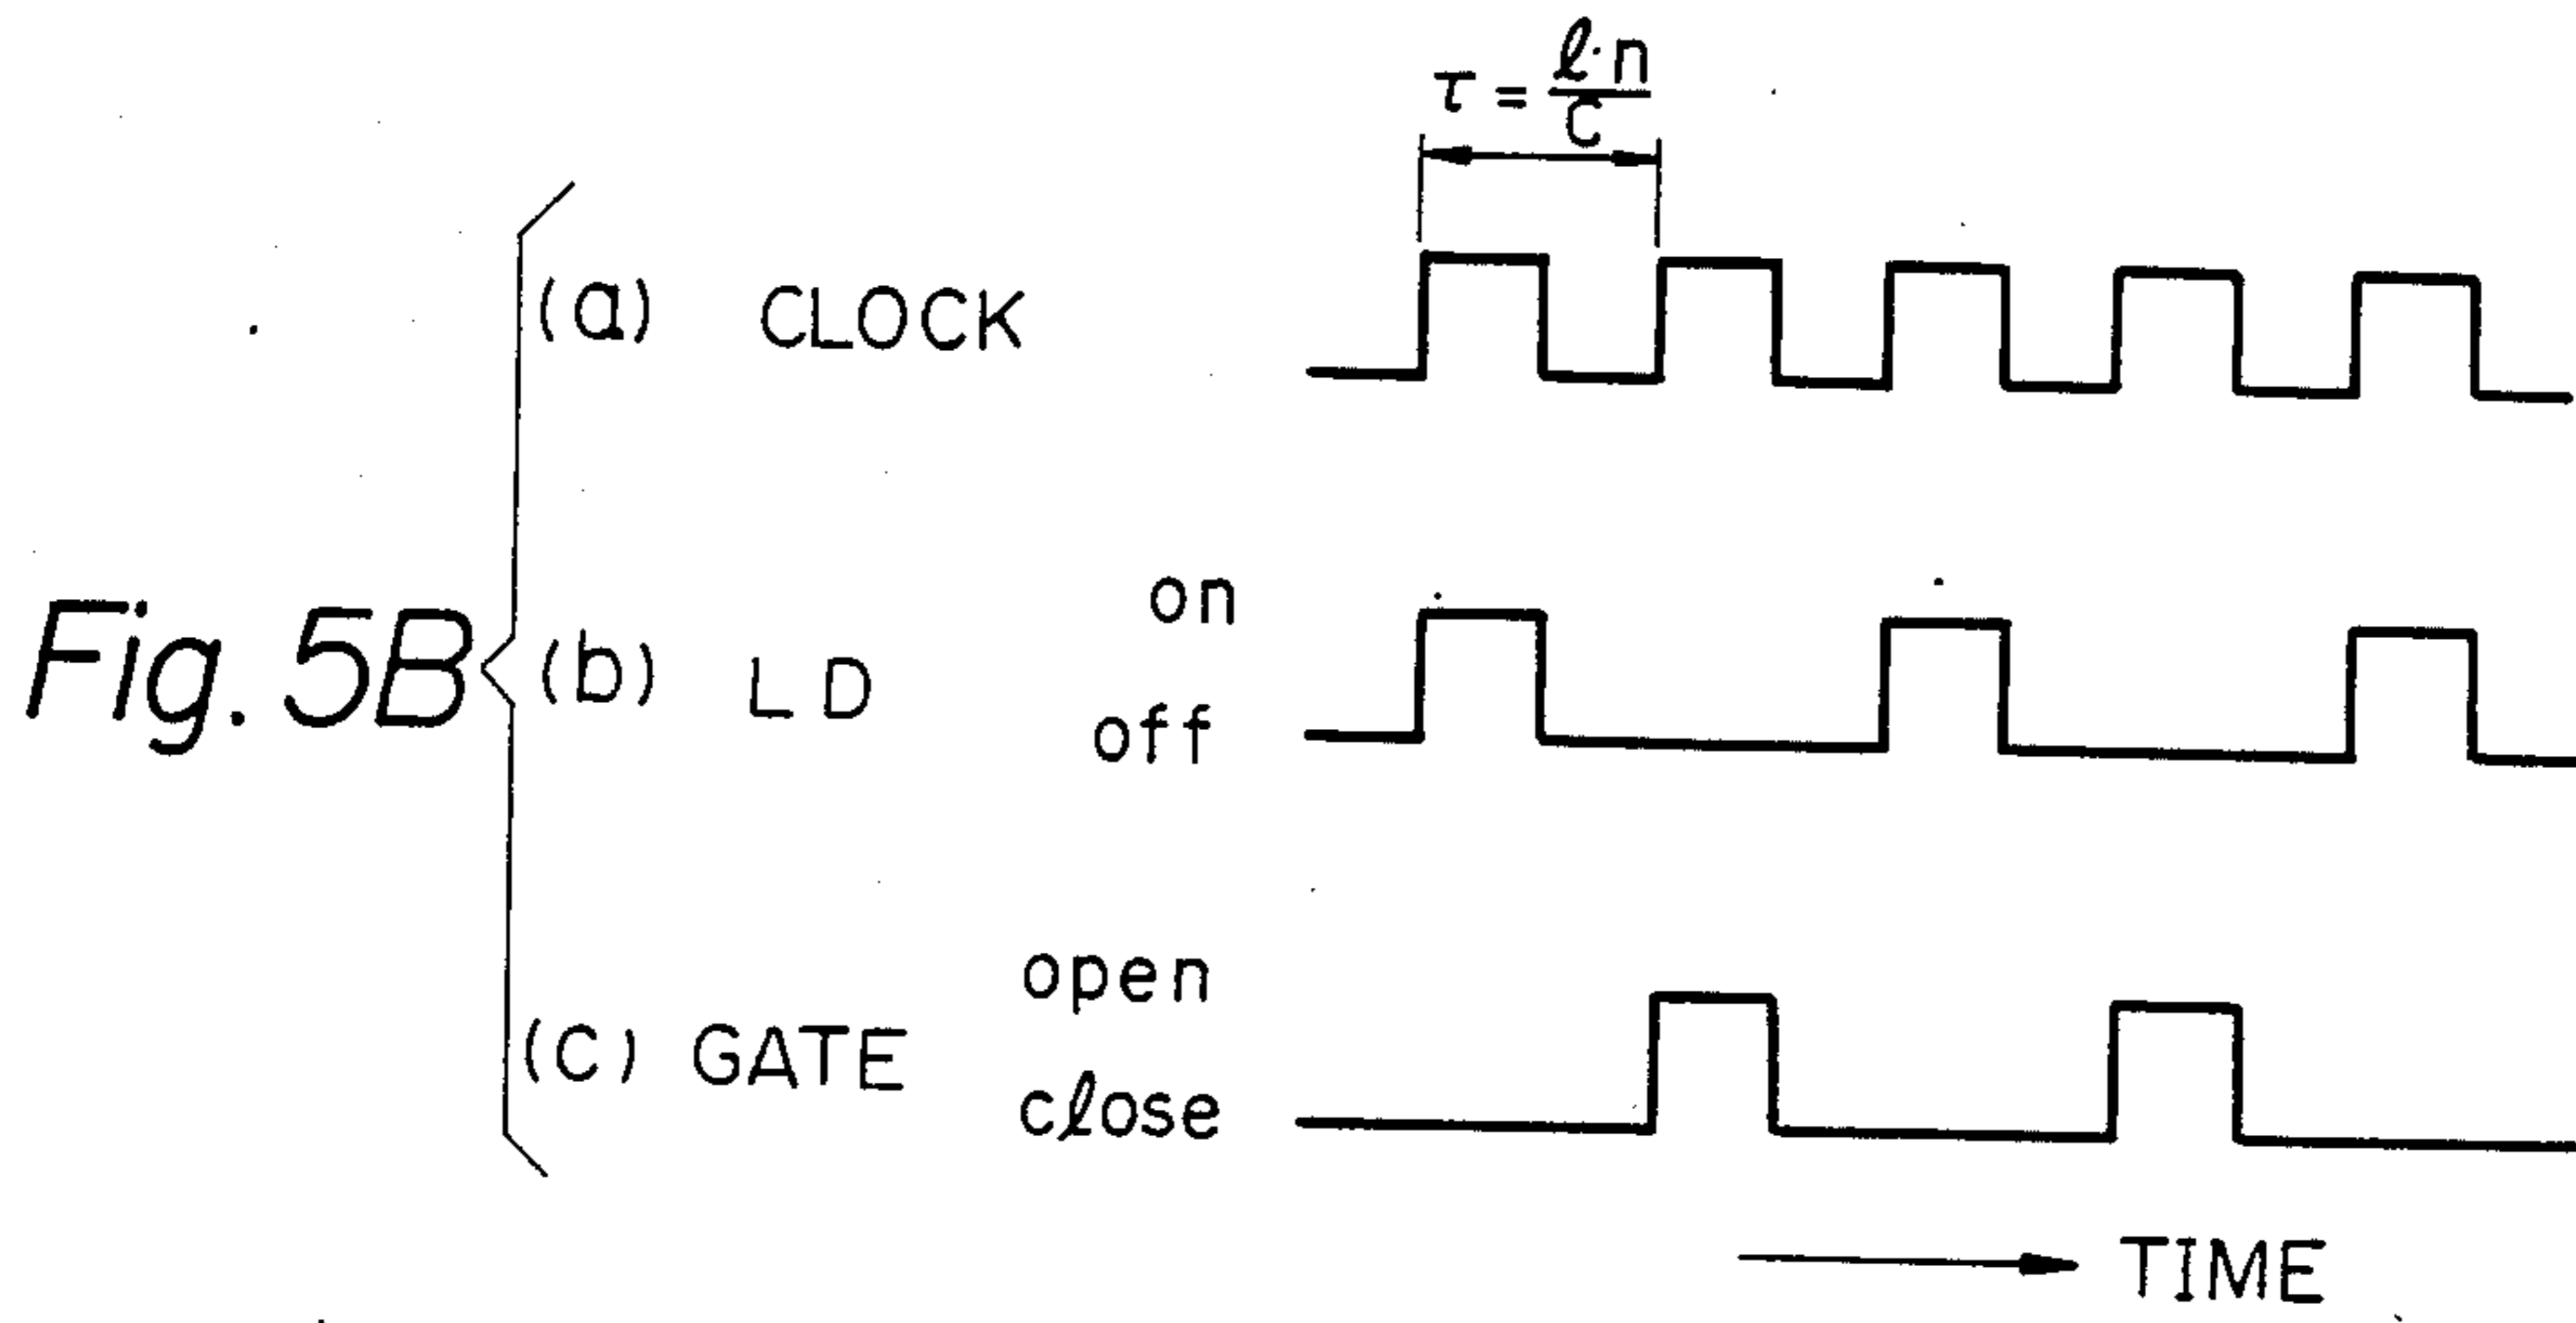 τ = ℓ·n/c
(a) CLOCK
Fig. 5B
(b) LD
on
off
(c) GATE
open
close
TIME